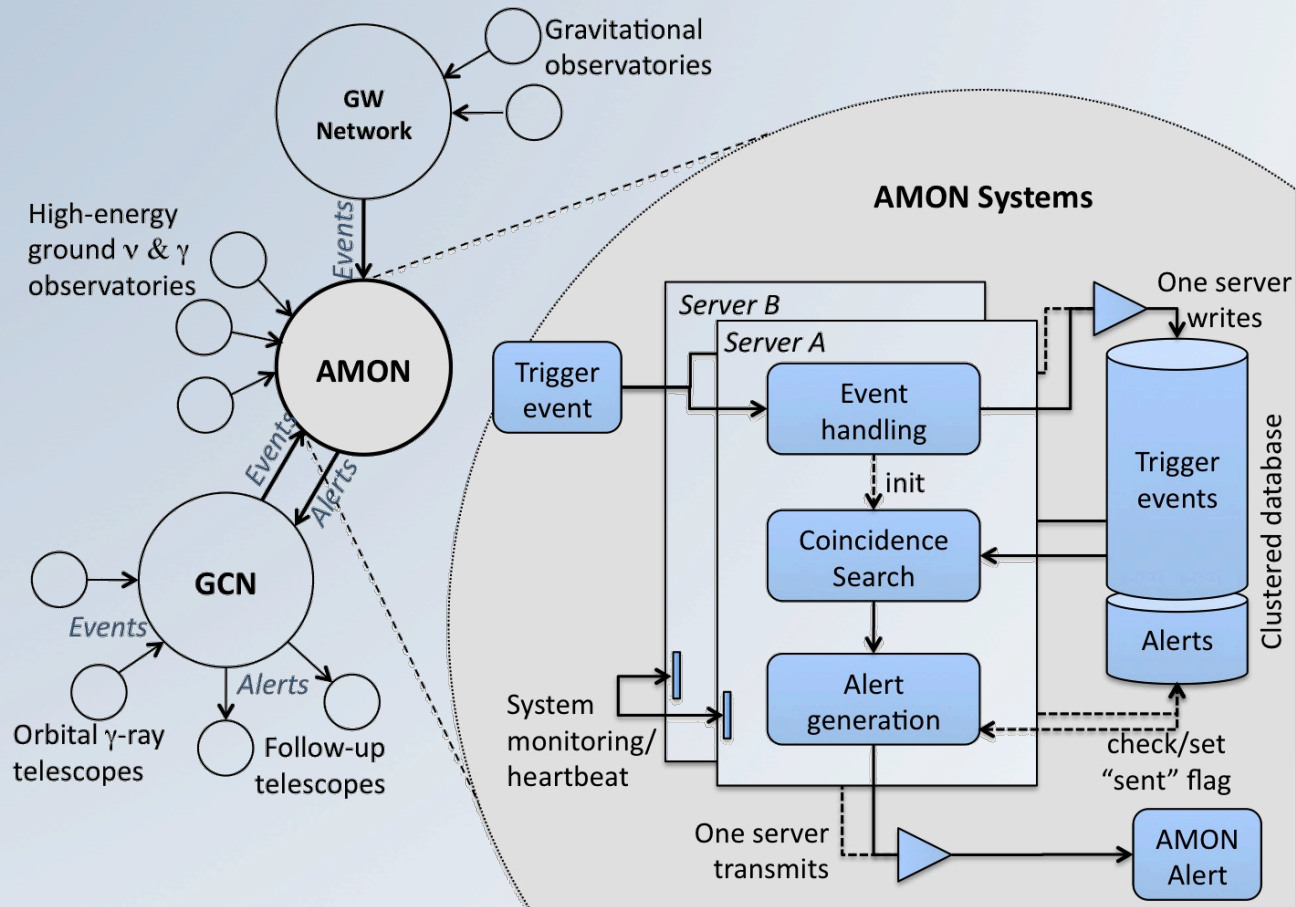 Gravitational
observatories
GW
Network
Events
High-energy
ground ν & γ
observatories
AMON
Events
Alerts
GCN
Events
Alerts
Orbital γ-ray
telescopes
Follow-up
telescopes
AMON Systems
Server B
Server A
One server
writes
Trigger
event
Event
handling
init
Trigger
events
Clustered database
Coincidence
Search
Alerts
Alert
generation
System
monitoring/
heartbeat
check/set
“sent” flag
One server
transmits
AMON
Alert